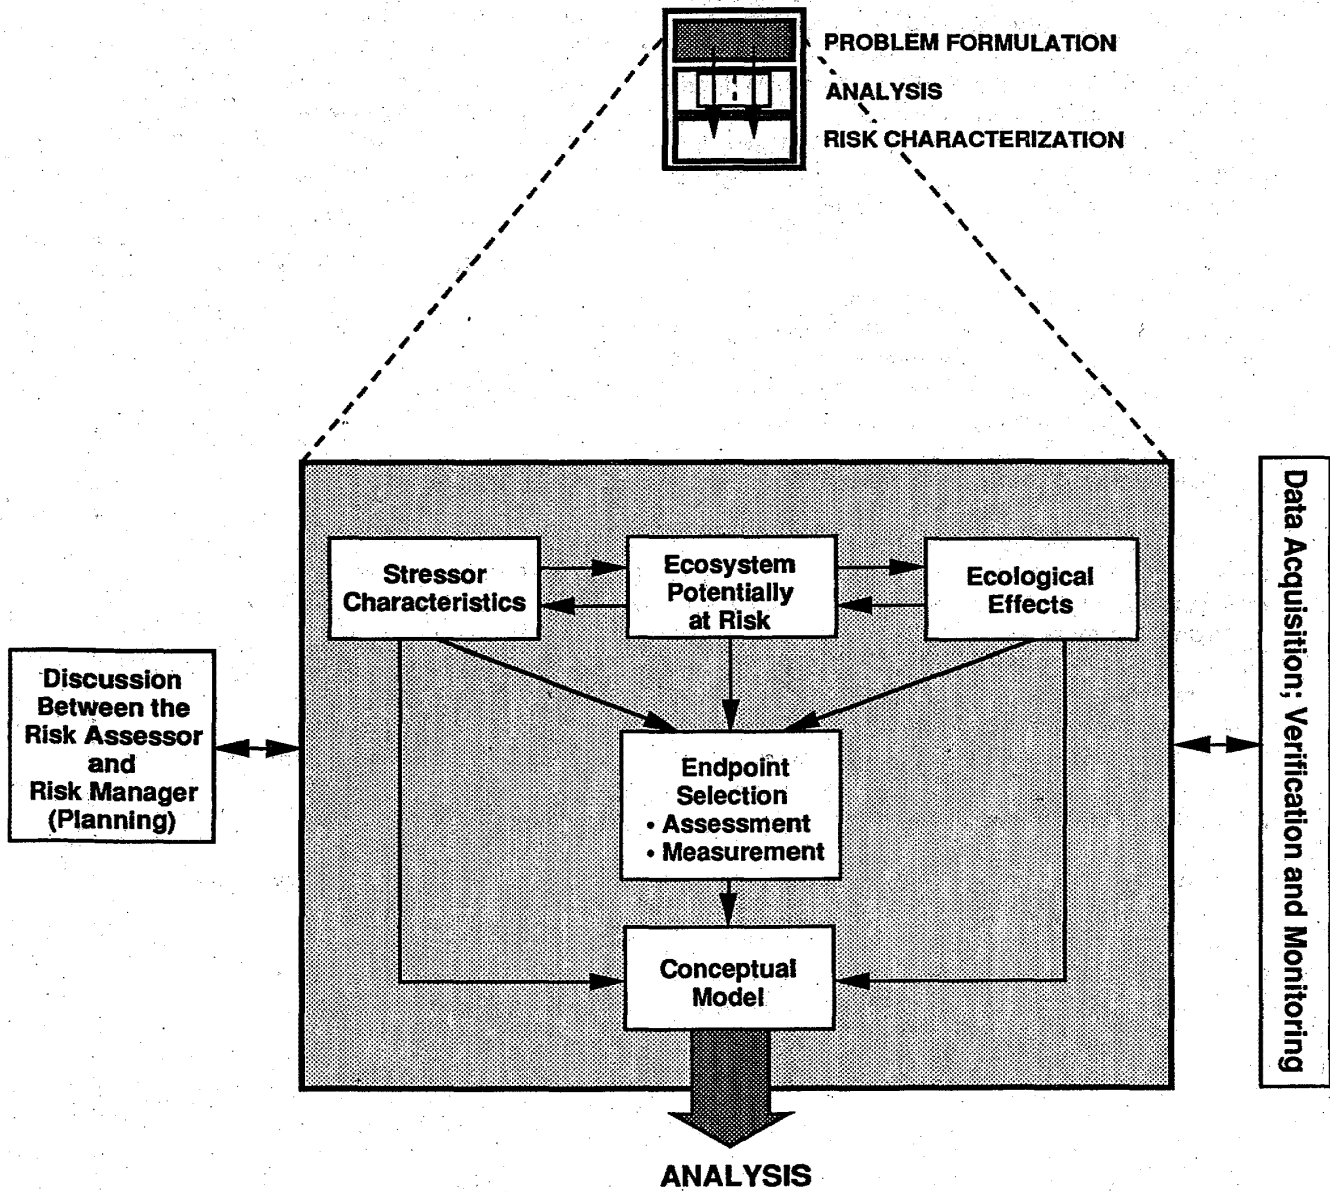 PROBLEM FORMULATION
ANALYSIS
RISK CHARACTERIZATION
Stressor
Characteristics
Ecosystem
Potentially
at Risk
Ecological
Effects
Discussion
Between the
Risk Assessor
and
Risk Manager
(Planning)
Endpoint
Selection
• Assessment
• Measurement
Conceptual
Model
Data Acquisition; Verification and Monitoring
ANALYSIS